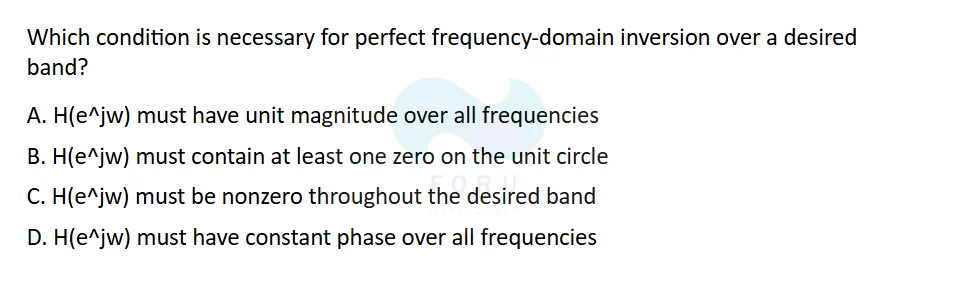 Which condition is necessary for perfect frequency-domain inversion over a desired
band?
A. H(e^jw) must have unit magnitude over all frequencies
B. H(e^jw) must contain at least one zero on the unit circle
FORU
C. H(e^jw) must be nonzero throughout the desired band
D. H(e^jw) must have constant phase over all frequencies